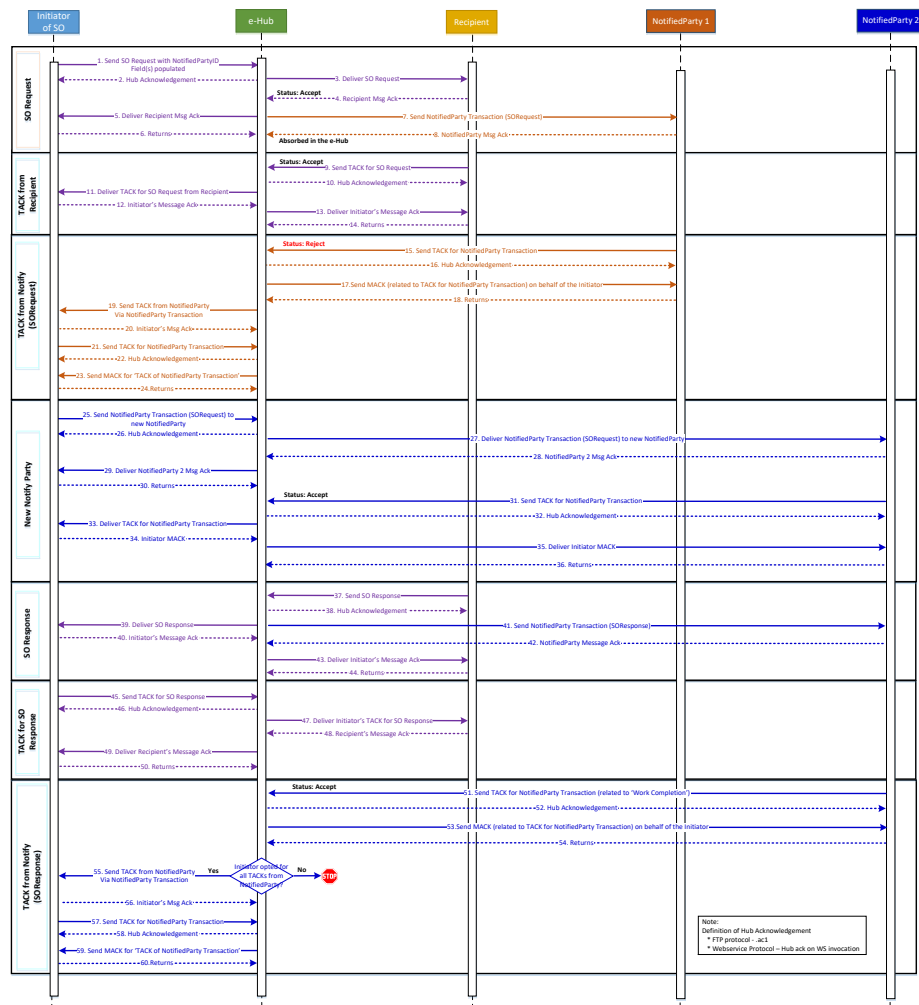 Initiator
of SO
e-Hub
Recipient
NotifiedParty 1
NotifiedParty 2
SO Request
1. Send SO Request with NotifiedPartyID
Field(s) populated
2. Hub Acknowledgement
3. Deliver SO Request
Status: Accept
4. Recipient Msg Ack
5. Deliver Recipient Msg Ack
7. Send NotifiedParty Transaction (SORequest)
6. Returns
8. NotifiedParty Msg Ack
Absorbed in the e-Hub
TACK from
Recipient
Status: Accept
9. Send TACK for SO Request
10. Hub Acknowledgement
11. Deliver TACK for SO Request from Recipient
12. Initiator's Message Ack
13. Deliver Initiator's Message Ack
14. Returns
TACK from Notify
(SORequest)
Status: Reject
15. Send TACK for NotifiedParty Transaction
16. Hub Acknowledgement
17.Send MACK (related to TACK for NotifiedParty Transaction) on behalf of the Initiator
18. Returns
19. Send TACK from NotifiedParty
Via NotifiedParty Transaction
20. Initiator's Msg Ack
21. Send TACK for NotifiedParty Transaction
22. Hub Acknowledgement
23. Send MACK for 'TACK of NotifiedParty Transaction'
24.Returns
New Notify Party
25. Send NotifiedParty Transaction (SORequest) to
new NotifiedParty
26. Hub Acknowledgement
27. Deliver NotifiedParty Transaction (SORequest) to new NotifiedParty
28. NotifiedParty 2 Msg Ack
29. Deliver NotifiedParty 2 Msg Ack
30. Returns
Status: Accept
31. Send TACK for NotifiedParty Transaction
32. Hub Acknowledgement
33. Deliver TACK for NotifiedParty Transaction
34. Initiator MACK
35. Deliver Initiator MACK
36. Returns
SO Response
37. Send SO Response
38. Hub Acknowledgement
39. Deliver SO Response
41. Send NotifiedParty Transaction (SOResponse)
40. Initiator's Message Ack
42. NotifiedParty Message Ack
43. Deliver Initiator's Message Ack
44. Returns
TACK for SO
Response
45. Send TACK for SO Response
46. Hub Acknowledgement
47. Deliver Initiator's TACK for SO Response
48. Recipient's Message Ack
49. Deliver Recipient's Message Ack
50. Returns
TACK from Notify
(SOResponse)
Status: Accept
51. Send TACK for NotifiedParty Transaction (related to 'Work Completion')
52. Hub Acknowledgement
53.Send MACK (related to TACK for NotifiedParty Transaction) on behalf of the Initiator
54. Returns
55. Send TACK from NotifiedParty
Via NotifiedParty Transaction
Yes
Initiator opted for
all TACKs from
NotifiedParty?
No
STOP
56. Initiator's Msg Ack
57. Send TACK for NotifiedParty Transaction
58. Hub Acknowledgement
59. Send MACK for 'TACK of NotifiedParty Transaction'
60.Returns
Note:
Definition of Hub Acknowledgement
* FTP protocol - .ac1
* Webservice Protocol – Hub ack on WS invocation